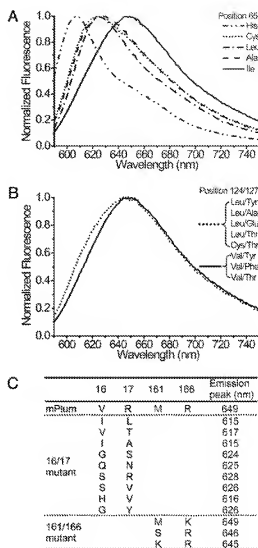 A
Normalized Fluorescence
1.0
0.8
0.6
0.4
0.2
0.0
600 620 640 660 680 700 720 740
Wavelength (nm)
Position 65
His
Cys
Leu
Ala
Ile
B
Normalized Fluorescence
1.0
0.8
0.6
0.4
0.2
0.0
600 620 640 660 680 700 720 740
Wavelength (nm)
Position 124/127
Leu/Tyr
Leu/Ala
Leu/Glu
Leu/Thr
Cys/Thr
Val/Tyr
Val/Phe
Val/Thr
C
16 17 161 166 Emission peak (nm)
mPlum V R M R 649
I L 615
V T 617
I A 615
G S 624
16/17 mutant Q N 625
S R 628
S V 626
H V 616
G Y 626
161/166 mutant M K 649
S R 646
K R 645